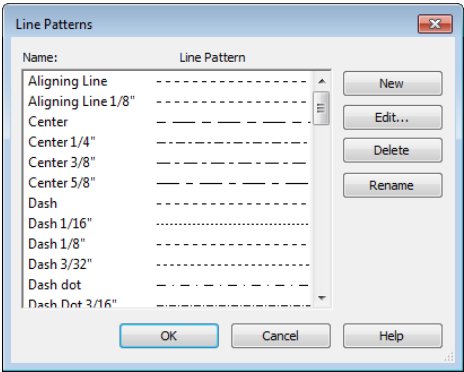 Line Patterns
Name: Line Pattern
Aligning Line
Aligning Line 1/8"
Center
Center 1/4"
Center 3/8"
Center 5/8"
Dash
Dash 1/16"
Dash 1/8"
Dash 3/32"
Dash dot
Dash Dot 3/16"
New
Edit...
Delete
Rename
OK Cancel Help